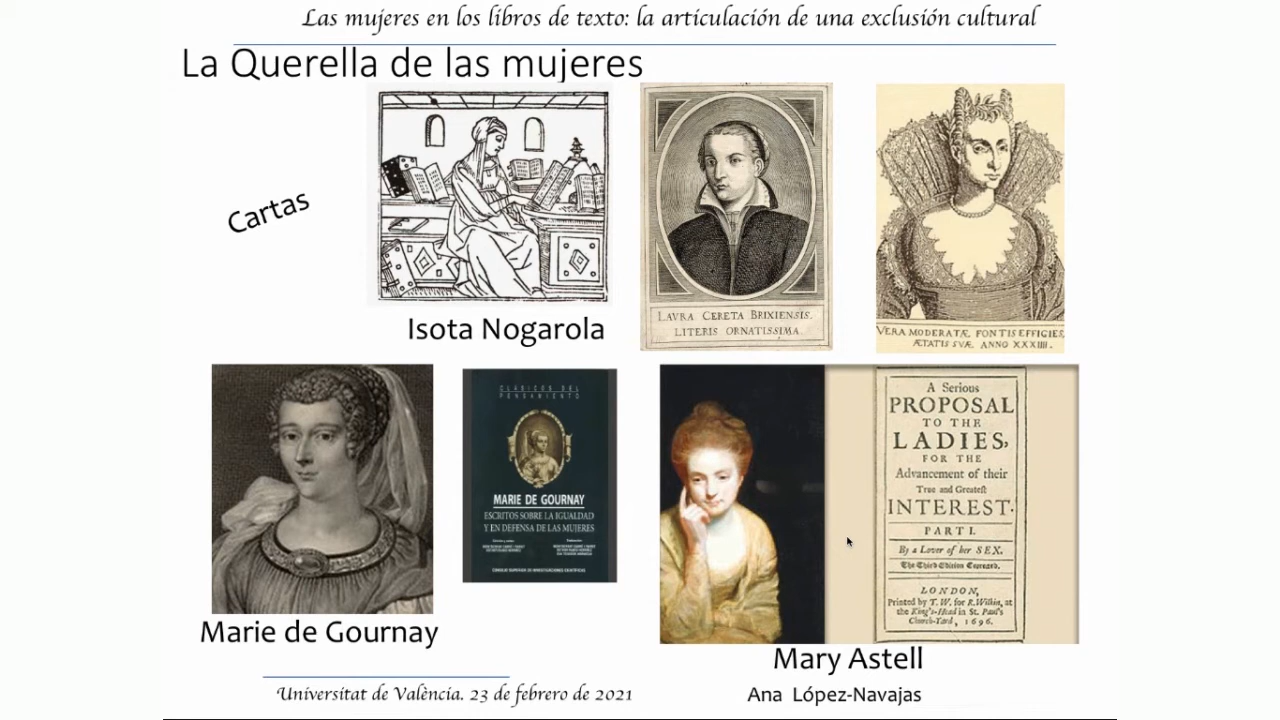 Las mujeres en los libros de texto: la articulación de una exclusión cultural
La Querella de las mujeres
Cartas
Isota Nogarola
LAVRA CERETA BRIXIENSIS.
LITERIS ORNATISSIMA.
VERA MODERATÆ FONTIS EFFIGIES,
ÆTATIS SVÆ ANNO XXXIIII.
Marie de Gournay
CLÁSICOS DEL
PENSAMIENTO
MARIE DE GOURNAY
ESCRITOS SOBRE LA IGUALDAD
Y EN DEFENSA DE LAS MUJERES
CONSEJO SUPERIOR DE INVESTIGACIONES CIENTÍFICAS
A Serious
PROPOSAL
TO THE
LADIES,
FOR THE
Advancement of their
True and Greatest
INTEREST.
PART I.
By a Lover of her SEX.
The Third Edition
LONDON,
Printed by T. W. for R. Wilkin, at
the King's-Head in St. Paul's
Church-Yard, 1696.
Mary Astell
Universitat de València. 23 de febrero de 2021
Ana López-Navajas